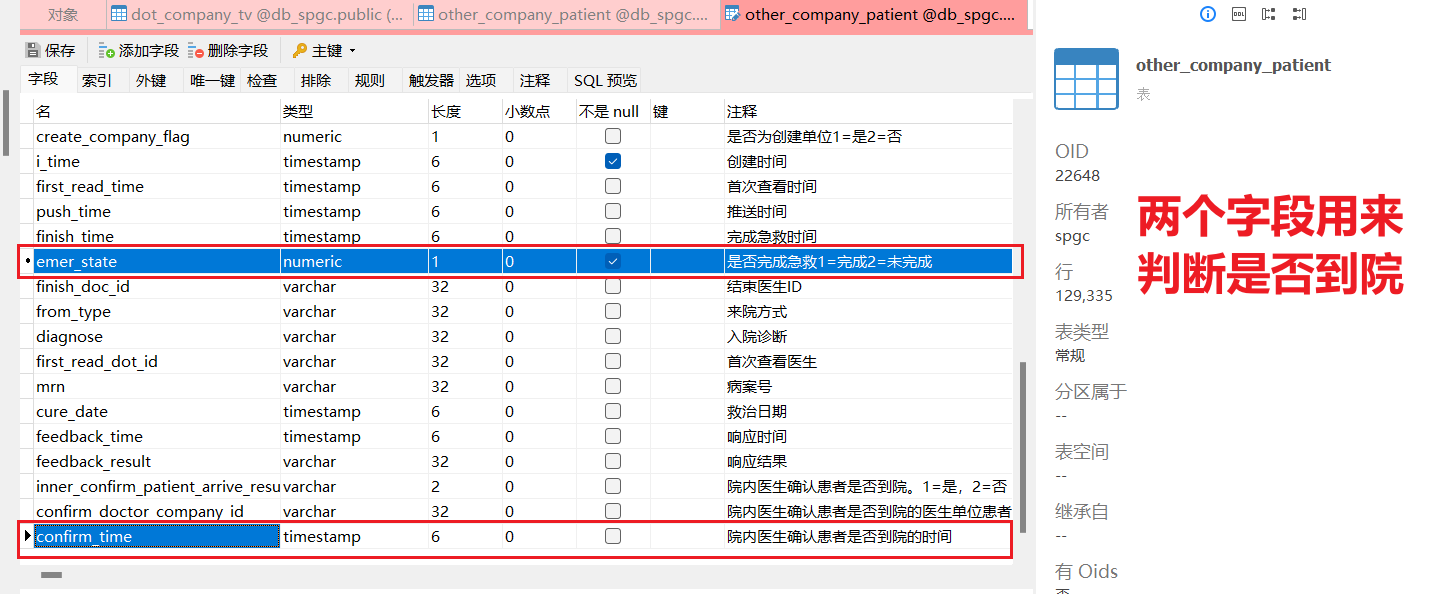 对象
dot_company_tv @db_spgc.public (...
other_company_patient @db_spgc....
other_company_patient @db_spgc....
保存
添加字段
删除字段
主键
字段
索引
外键
唯一键
检查
排除
规则
触发器
选项
注释
SQL 预览
名 类型 长度 小数点 不是 null 键 注释
create_company_flag numeric 1 0 是否为创建单位1=是2=否
i_time timestamp 6 0 创建时间
first_read_time timestamp 6 0 首次查看时间
push_time timestamp 6 0 推送时间
finish_time timestamp 6 0 完成急救时间
emer_state numeric 1 0 是否完成急救1=完成2=未完成
finish_doc_id varchar 32 0 结束医生ID
from_type varchar 32 0 来院方式
diagnose varchar 32 0 入院诊断
first_read_dot_id varchar 32 0 首次查看医生
mrn varchar 32 0 病案号
cure_date timestamp 6 0 救治日期
feedback_time timestamp 6 0 响应时间
feedback_result varchar 32 0 响应结果
inner_confirm_patient_arrive_resu varchar 2 0 院内医生确认患者是否到院。1=是，2=否
confirm_doctor_company_id varchar 32 0 院内医生确认患者是否到院的医生单位患者
confirm_time timestamp 6 0 院内医生确认患者是否到院的时间
DDL
other_company_patient
表
OID
22648
所有者
spgc
行
129,335
表类型
常规
分区属于
--
表空间
--
继承自
--
有 Oids
两个字段用来
判断是否到院